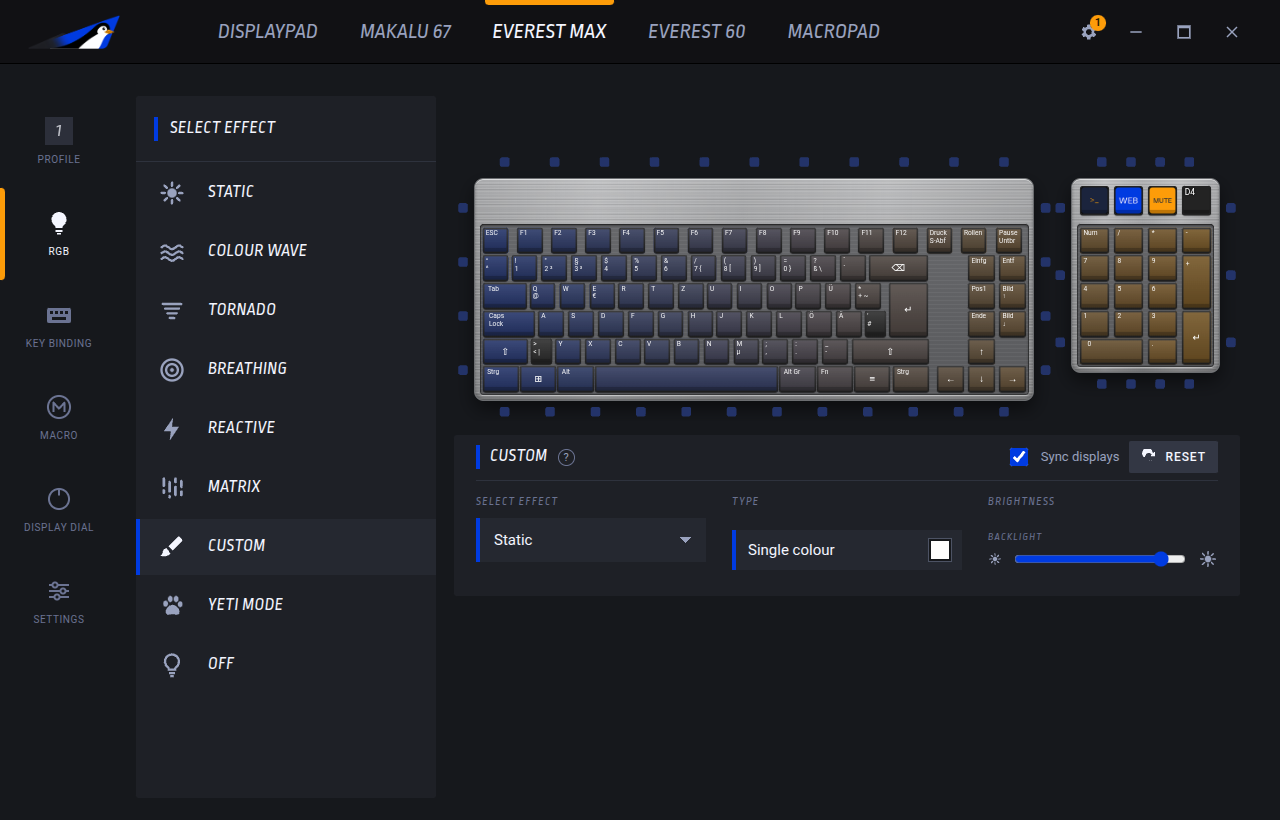 DISPLAYPAD MAKALU 67 EVEREST MAX EVEREST 60 MACROPAD 1
1
PROFILE
RGB
KEY BINDING
MACRO
DISPLAY DIAL
SETTINGS
SELECT EFFECT
STATIC
COLOUR WAVE
TORNADO
BREATHING
REACTIVE
MATRIX
CUSTOM
YETI MODE
OFF
>_ WEB MUTE D4
ESC F1 F2 F3 F4 F5 F6 F7 F8 F9 F10 F11 F12 Druck S-Abf Rollen Pause Untbr
Einfg Entf
Tab Q @ W E € R T Z U I O P Ü * + ~ ↵ Pos1 Bild ↑
Caps Lock A S D F G H J K L Ö Ä ' # Ende Bild ↓
⇧ > < | Y X C V B N M µ ; , : . _ - ⇧ ↑
Strg ⊞ Alt Alt Gr Fn ≡ Strg ← ↓ →
Num / * -
7 8 9 +
4 5 6
1 2 3 ↵
0 .
CUSTOM ?
Sync displays RESET
SELECT EFFECT
Static
TYPE
Single colour
BRIGHTNESS
BACKLIGHT